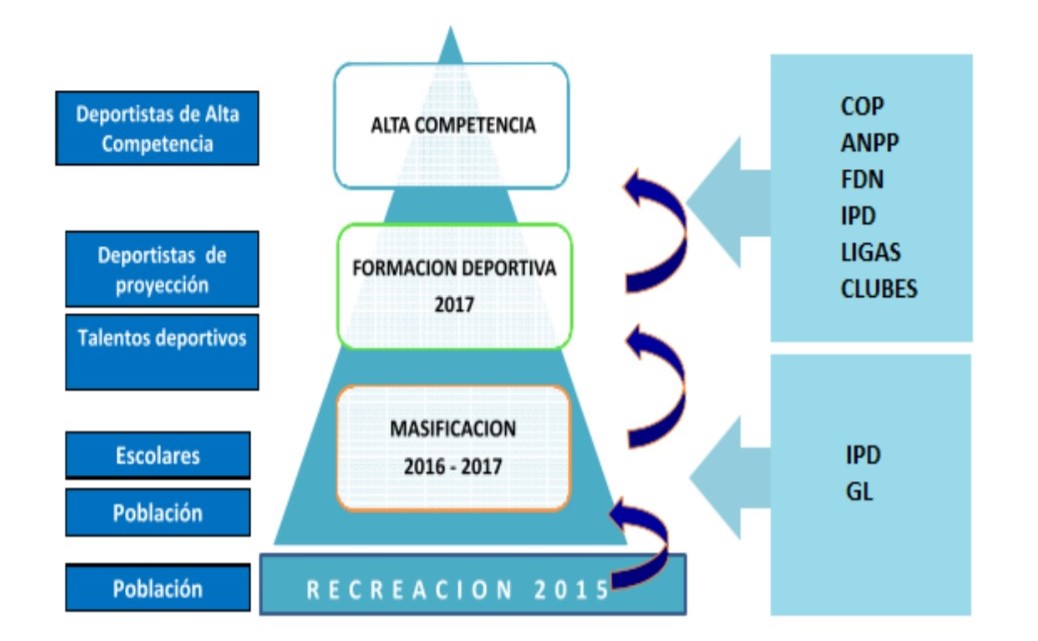 Deportistas de Alta
Competencia
Deportistas de
proyección
Talentos deportivos
Escolares
Población
Población
ALTA COMPETENCIA
FORMACION DEPORTIVA
2017
MASIFICACION
2016 - 2017
RECREACION 2015
COP
ANPP
FDN
IPD
LIGAS
CLUBES
IPD
GL